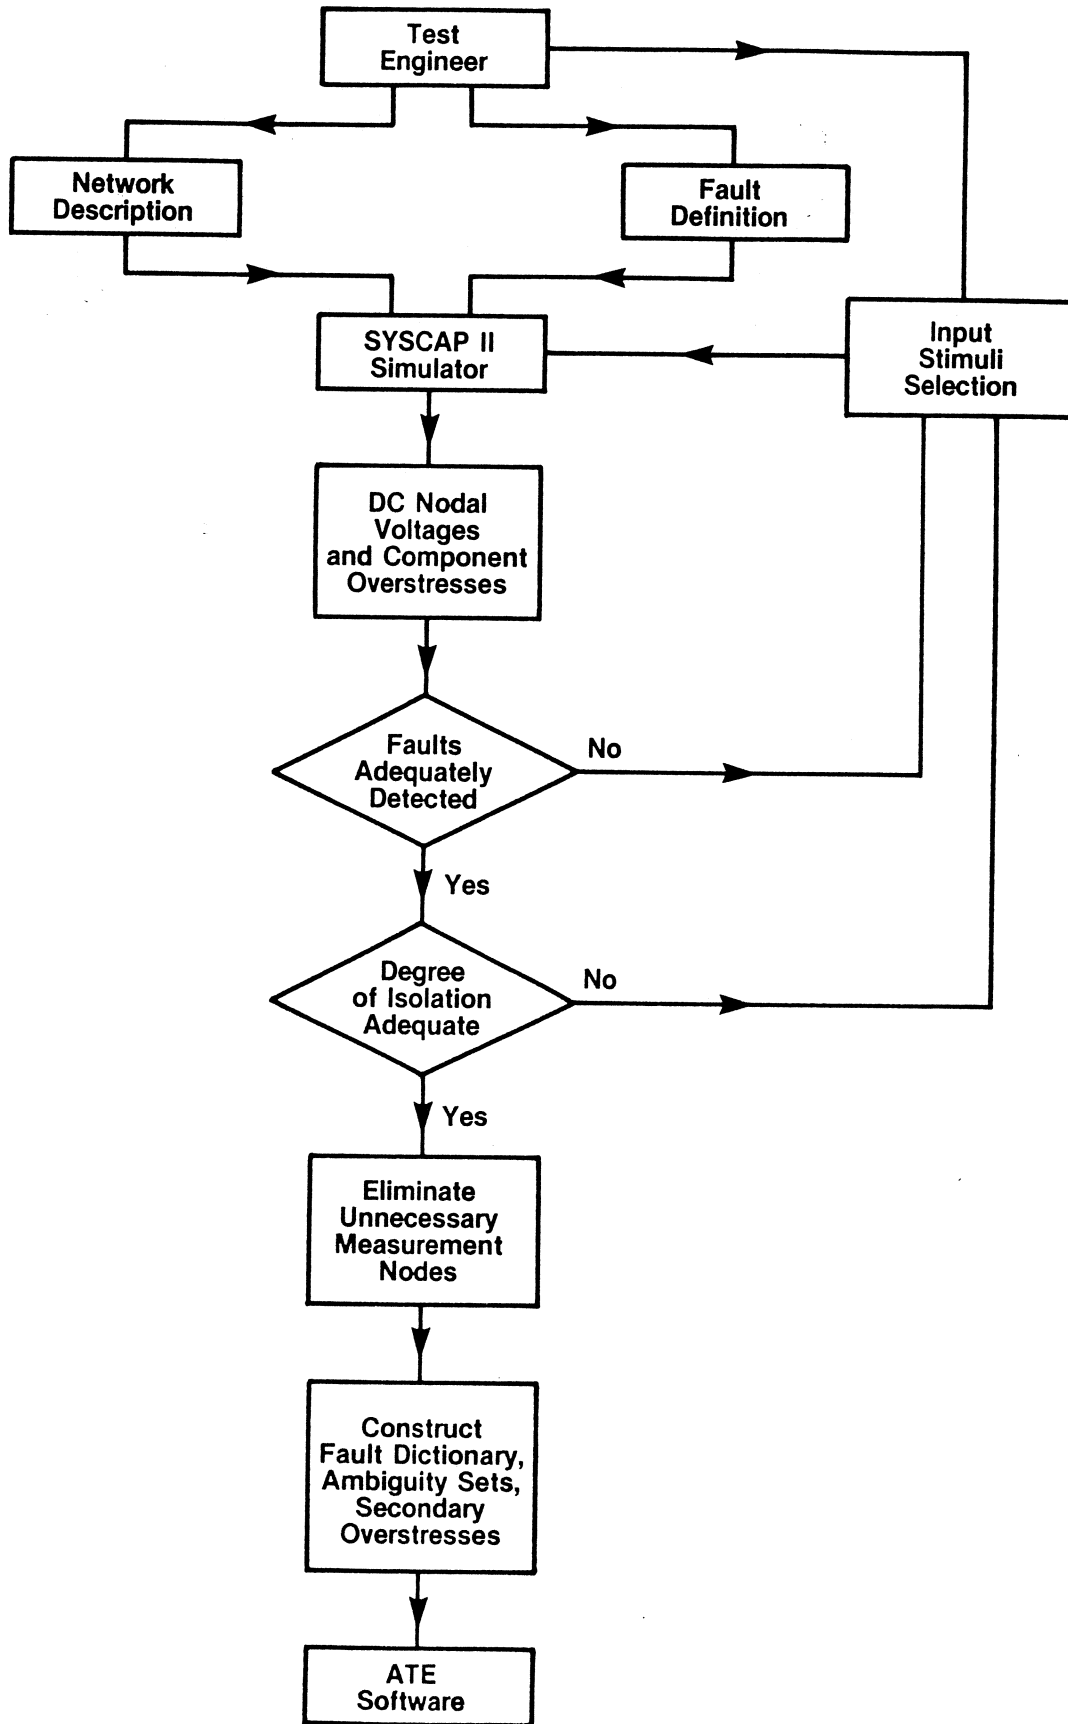 Test
Engineer
Network
Description
Fault
Definition
SYSCAP II
Simulator
Input
Stimuli
Selection
DC Nodal
Voltages
and Component
Overstresses
Faults
Adequately
Detected
No
Yes
Degree
of Isolation
Adequate
No
Yes
Eliminate
Unnecessary
Measurement
Nodes
Construct
Fault Dictionary,
Ambiguity Sets,
Secondary
Overstresses
ATE
Software